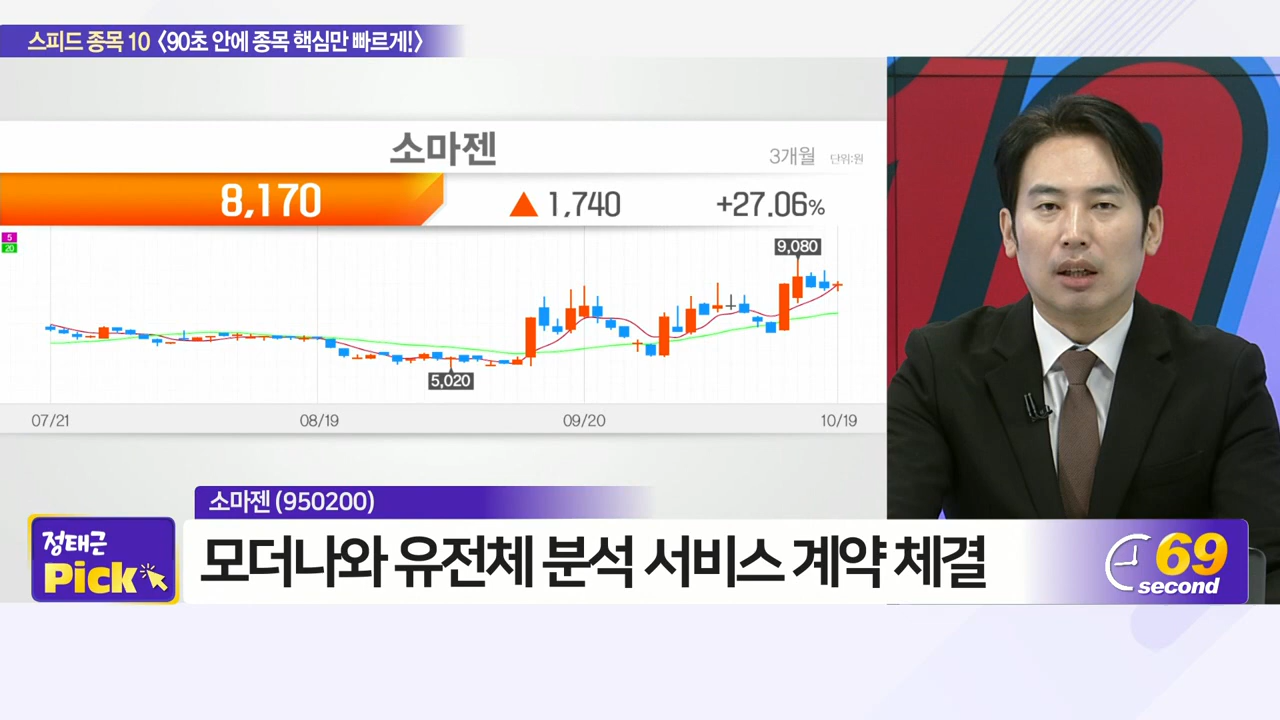 스피드 종목 10 〈90초 안에 종목 핵심만 빠르게!〉
소마젠
3개월 단위:원
8,170 ▲ 1,740 +27.06%
5
20
9,080
5,020
07/21 08/19 09/20 10/19
소마젠 (950200)
정태근
Pick
모더나와 유전체 분석 서비스 계약 체결
69
second